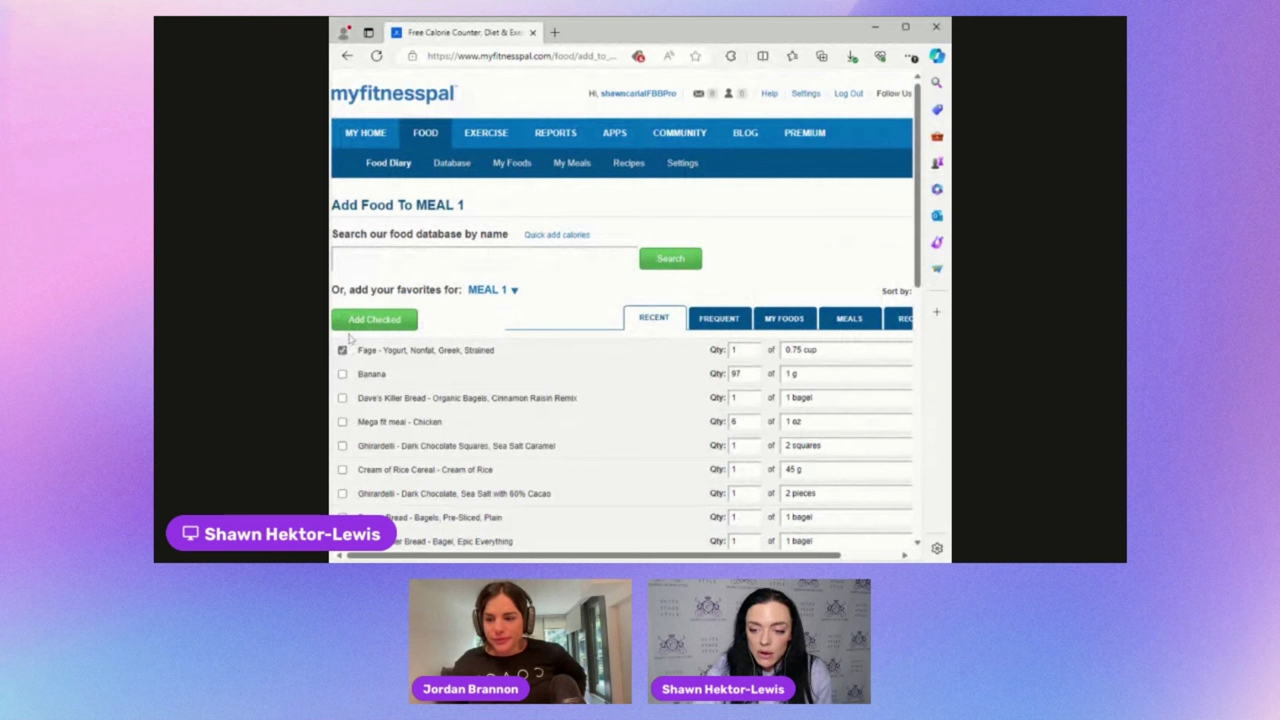 Free Calorie Counter, Diet & Exe
https://www.myfitnesspal.com/food/add_to_...
myfitnesspal
Hi, shawncarlaIFBBPro 0 0 Help Settings Log Out Follow Us
MY HOME FOOD EXERCISE REPORTS APPS COMMUNITY BLOG PREMIUM
Food Diary Database My Foods My Meals Recipes Settings
Add Food To MEAL 1
Search our food database by name Quick add calories
Search
Or, add your favorites for: MEAL 1 Sort by:
Add Checked RECENT FREQUENT MY FOODS MEALS REC
Fage - Yogurt, Nonfat, Greek, Strained Qty: 1 of 0.75 cup
Banana Qty: 97 of 1 g
Dave's Killer Bread - Organic Bagels, Cinnamon Raisin Remix Qty: 1 of 1 bagel
Mega fit meal - Chicken Qty: 6 of 1 oz
Ghirardelli - Dark Chocolate Squares, Sea Salt Caramel Qty: 1 of 2 squares
Cream of Rice Cereal - Cream of Rice Qty: 1 of 45 g
Ghirardelli - Dark Chocolate, Sea Salt with 60% Cacao Qty: 1 of 2 pieces
Bread - Bagels, Pre-Sliced, Plain Qty: 1 of 1 bagel
er Bread - Bagel, Epic Everything Qty: 1 of 1 bagel
Shawn Hektor-Lewis
Jordan Brannon
Shawn Hektor-Lewis